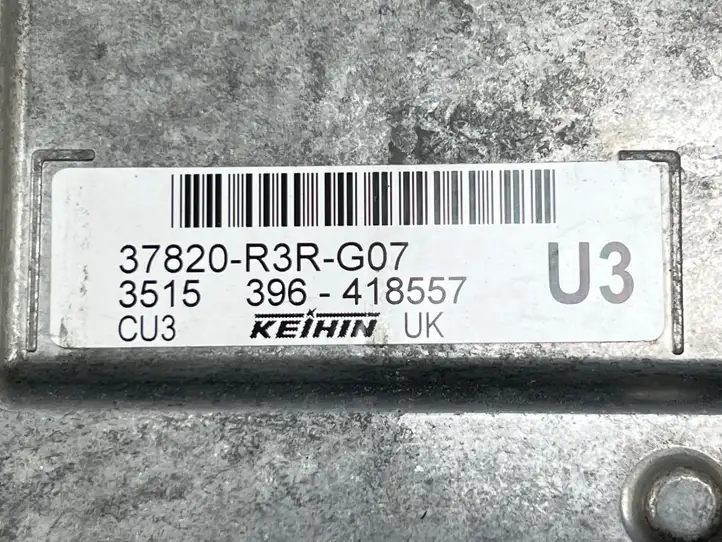 37820-R3R-G07
U3
3515 396-418557
CU3 KEIHIN UK